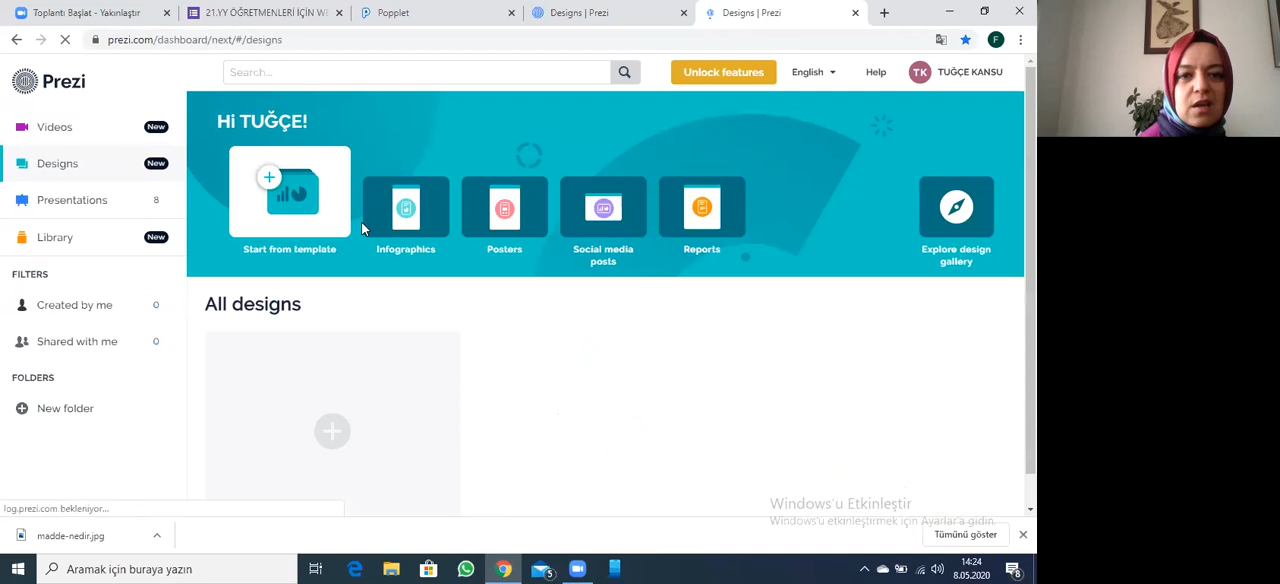 Toplantı Başlat - Yakınlaştır
21.YY ÖĞRETMENLERİ İÇİN WE
Popplet
Designs | Prezi
Designs | Prezi
prezi.com/dashboard/next/#/designs
F
Prezi
Search...
Unlock features
English
Help
TK
TUĞÇE KANSU
Videos
New
Designs
New
Presentations
8
Library
New
FILTERS
Created by me
0
Shared with me
0
FOLDERS
New folder
Hi TUĞÇE!
Start from template
Infographics
Posters
Social media
posts
Reports
Explore design
gallery
All designs
Windows'u Etkinleştir
Windows'u etkinleştirmek için Ayarlar'a gidin.
log.prezi.com bekleniyor...
madde-nedir.jpg
Tümünü göster
Aramak için buraya yazın
5
14:24
8.05.2020
8